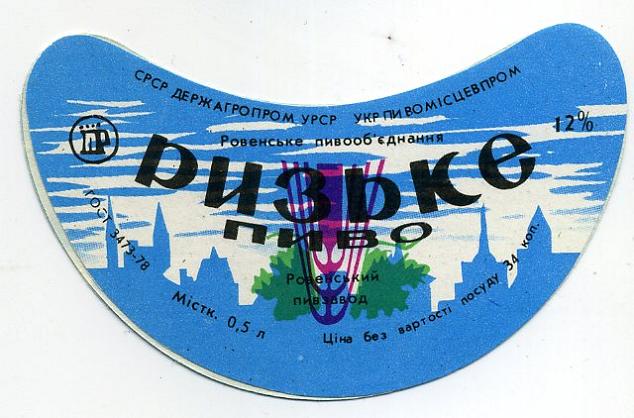 СРСР ДЕРЖАГРОПРОМ УРСР УКРПИВОМІСЦЕВПРОМ
Ровенське пивооб'єднання
12%
ПР
ризьке
пиво
ГОСТ 3473-78
Ровенський
пивзавод
Містк. 0,5 л
Ціна без вартості посуду 34 коп.